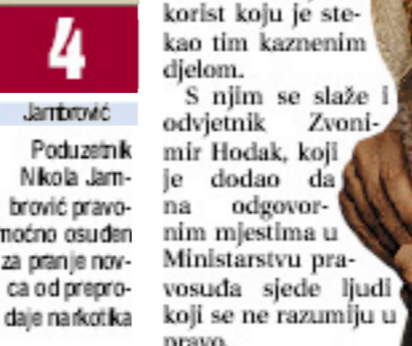 4
Jambrović
Poduzetnik
Nikola Jam-
brović pravo-
moćno osuđen
za pranje nov-
ca od prepro-
daje narkotika
korist koju je ste-
kao tim kaznenim
djelom.
S njim se slaže i
odvjetnik Zvoni-
mir Hodak, koji
je dodao da
na odgovor-
nim mjestima u
Ministarstvu pra-
vosuđa sjede ljudi
koji se ne razumiju u
pravo.